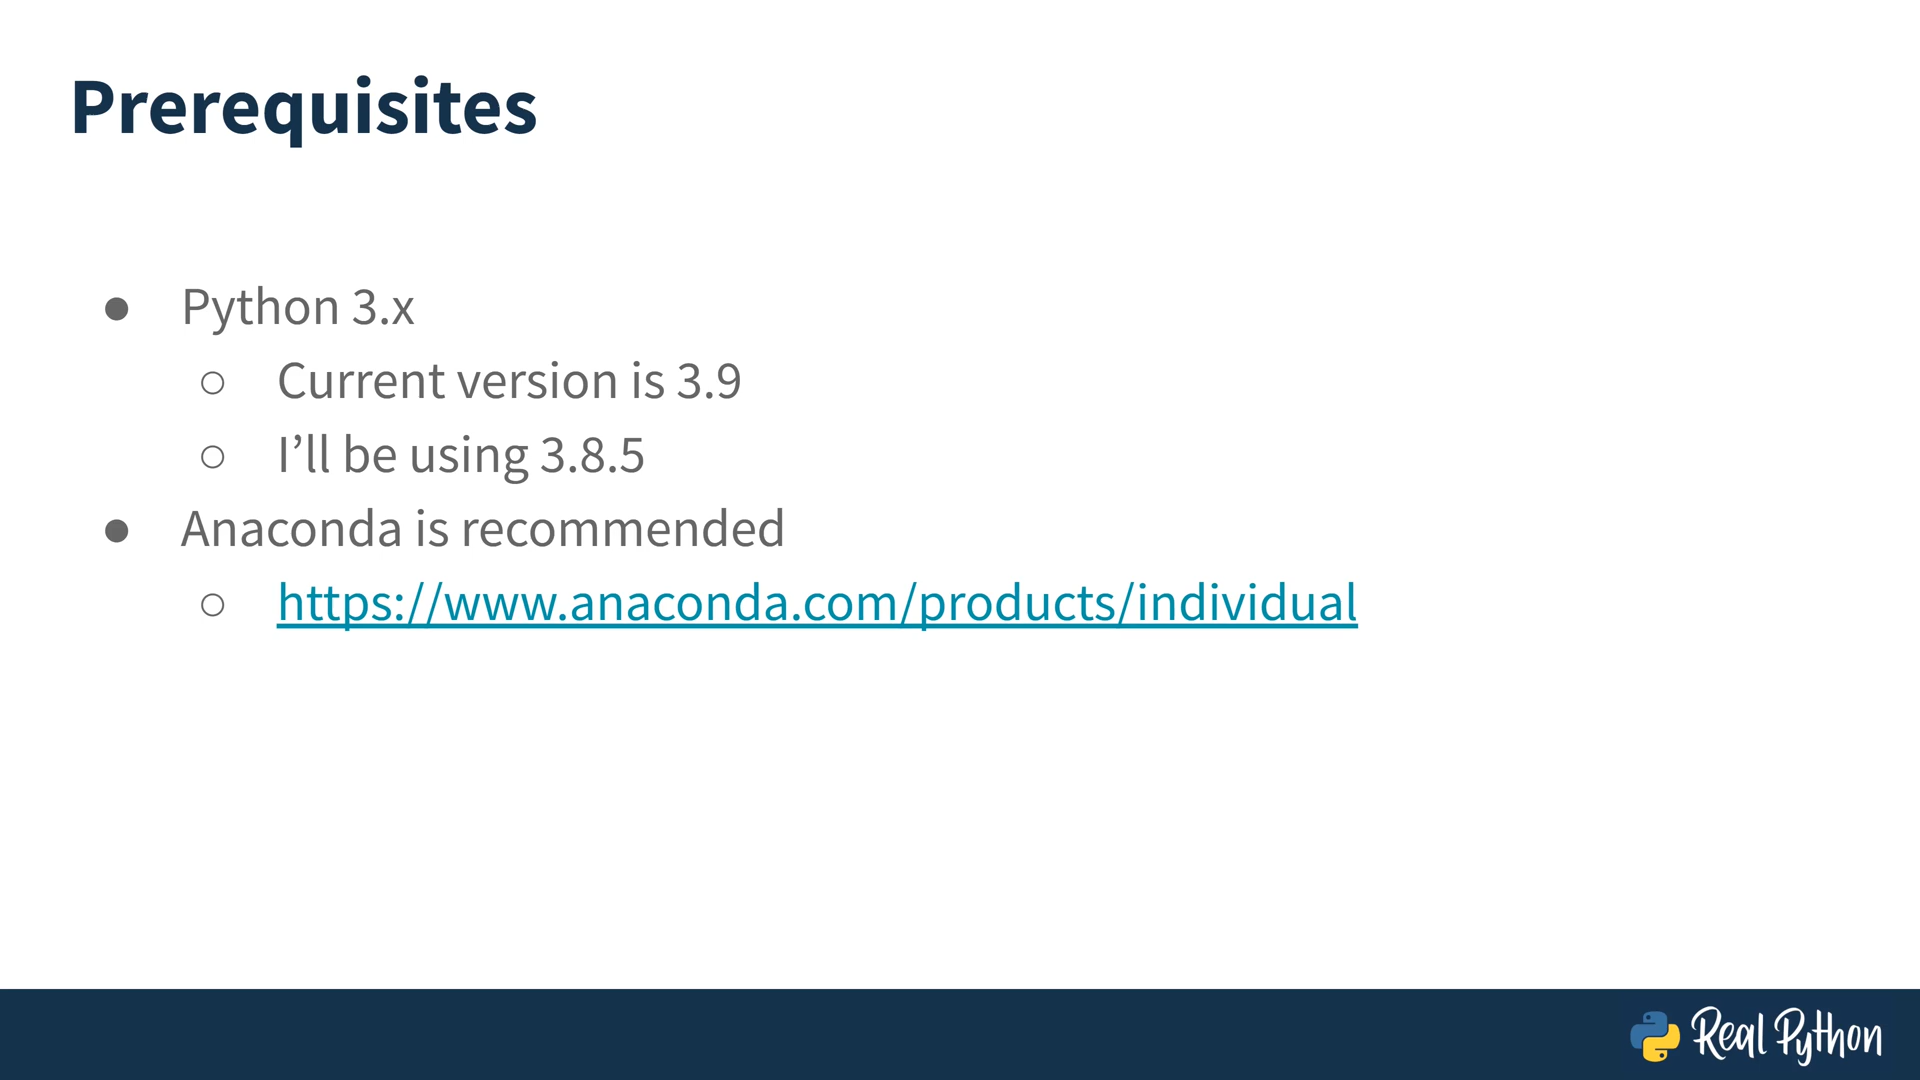 Prerequisites
● Python 3.x
○ Current version is 3.9
○ I’ll be using 3.8.5
● Anaconda is recommended
○ https://www.anaconda.com/products/individual
Real Python